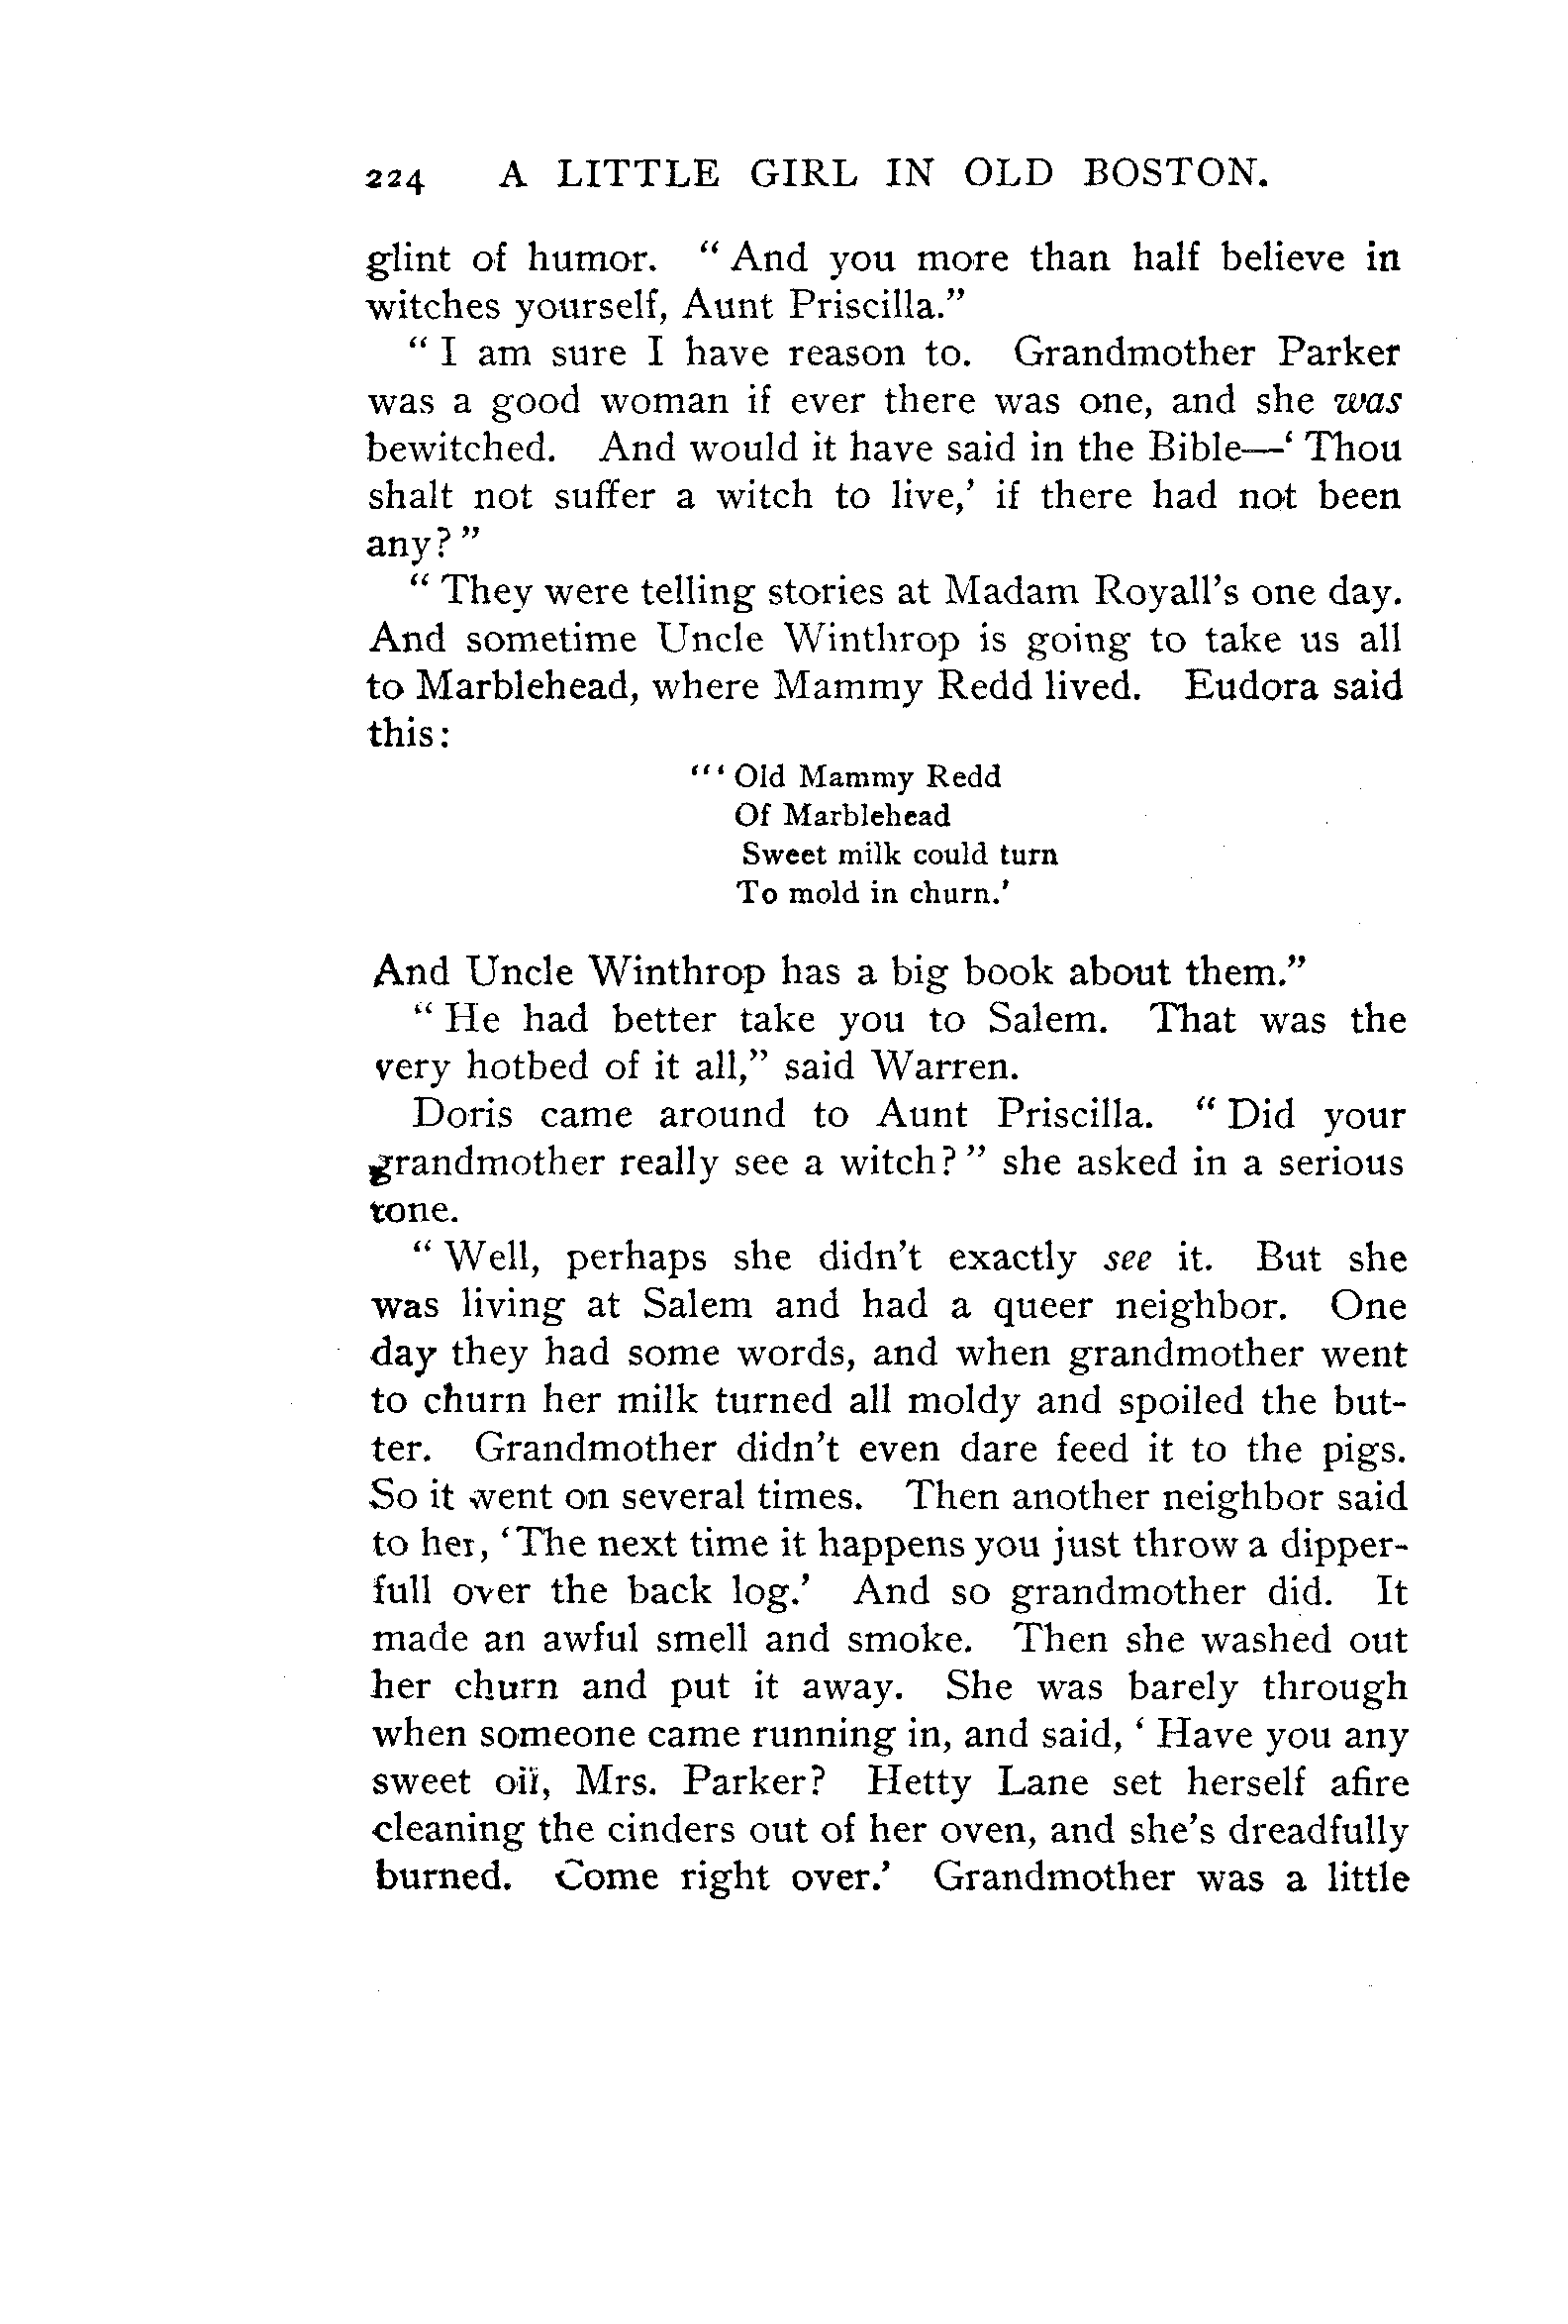 224 A LITTLE GIRL IN OLD BOSTON.
glint of humor. “ And you more than half believe in
witches yourself, Aunt Priscilla.”
“ I am sure I have reason to. Grandmother Parker
was a good woman if ever there was one, and she was
bewitched. And would it have said in the Bible—‘ Thou
shalt not suffer a witch to live,’ if there had not been
any? ”
“ They were telling stories at Madam Royall’s one day.
And sometime Uncle Winthrop is going to take us all
to Marblehead, where Mammy Redd lived. Eudora said
this:
“‘ Old Mammy Redd
Of Marblehead
Sweet milk could turn
To mold in churn.’
And Uncle Winthrop has a big book about them.”
“ He had better take you to Salem. That was the
very hotbed of it all,” said Warren.
Doris came around to Aunt Priscilla. “ Did your
grandmother really see a witch? ” she asked in a serious
tone.
“ Well, perhaps she didn’t exactly see it. But she
was living at Salem and had a queer neighbor. One
day they had some words, and when grandmother went
to churn her milk turned all moldy and spoiled the but-
ter. Grandmother didn’t even dare feed it to the pigs.
So it went on several times. Then another neighbor said
to her, ‘The next time it happens you just throw a dipper-
full over the back log.’ And so grandmother did. It
made an awful smell and smoke. Then she washed out
her churn and put it away. She was barely through
when someone came running in, and said, ‘ Have you any
sweet oil, Mrs. Parker? Hetty Lane set herself afire
cleaning the cinders out of her oven, and she’s dreadfully
burned. Come right over.’ Grandmother was a little